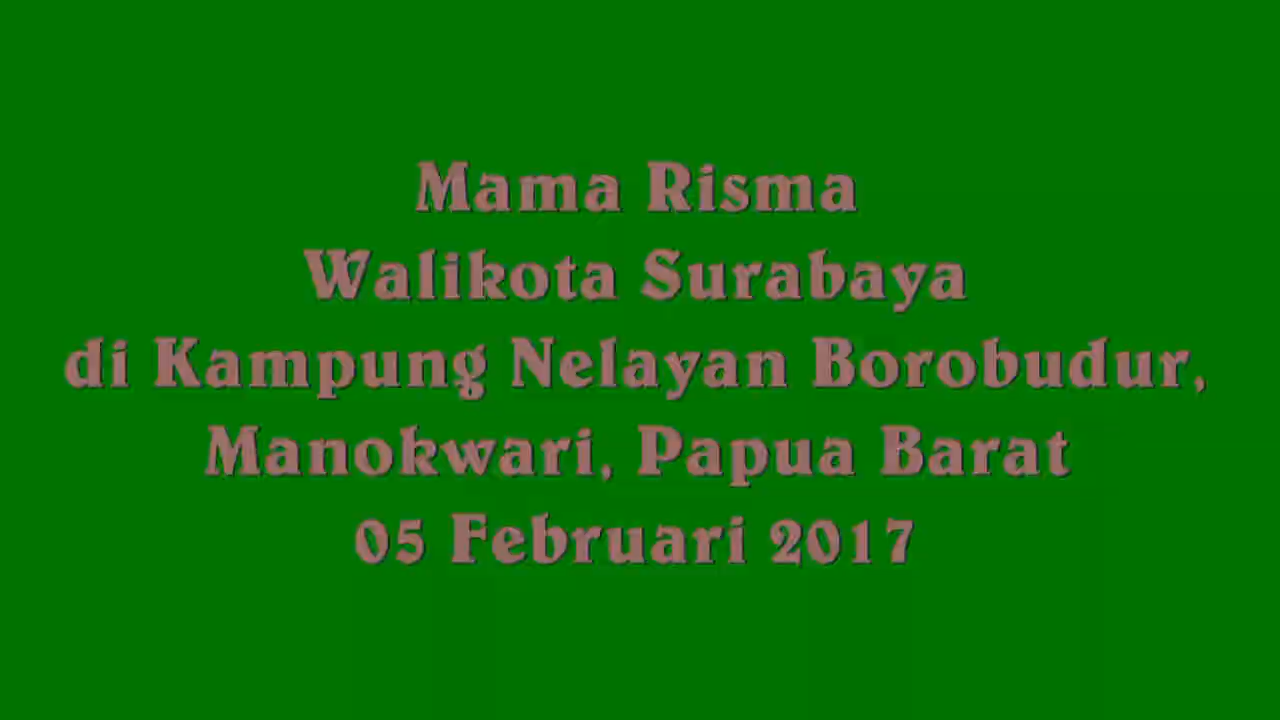 Mama Risma
Walikota Surabaya
di Kampung Nelayan Borobudur,
Manokwari, Papua Barat
05 Februari 2017